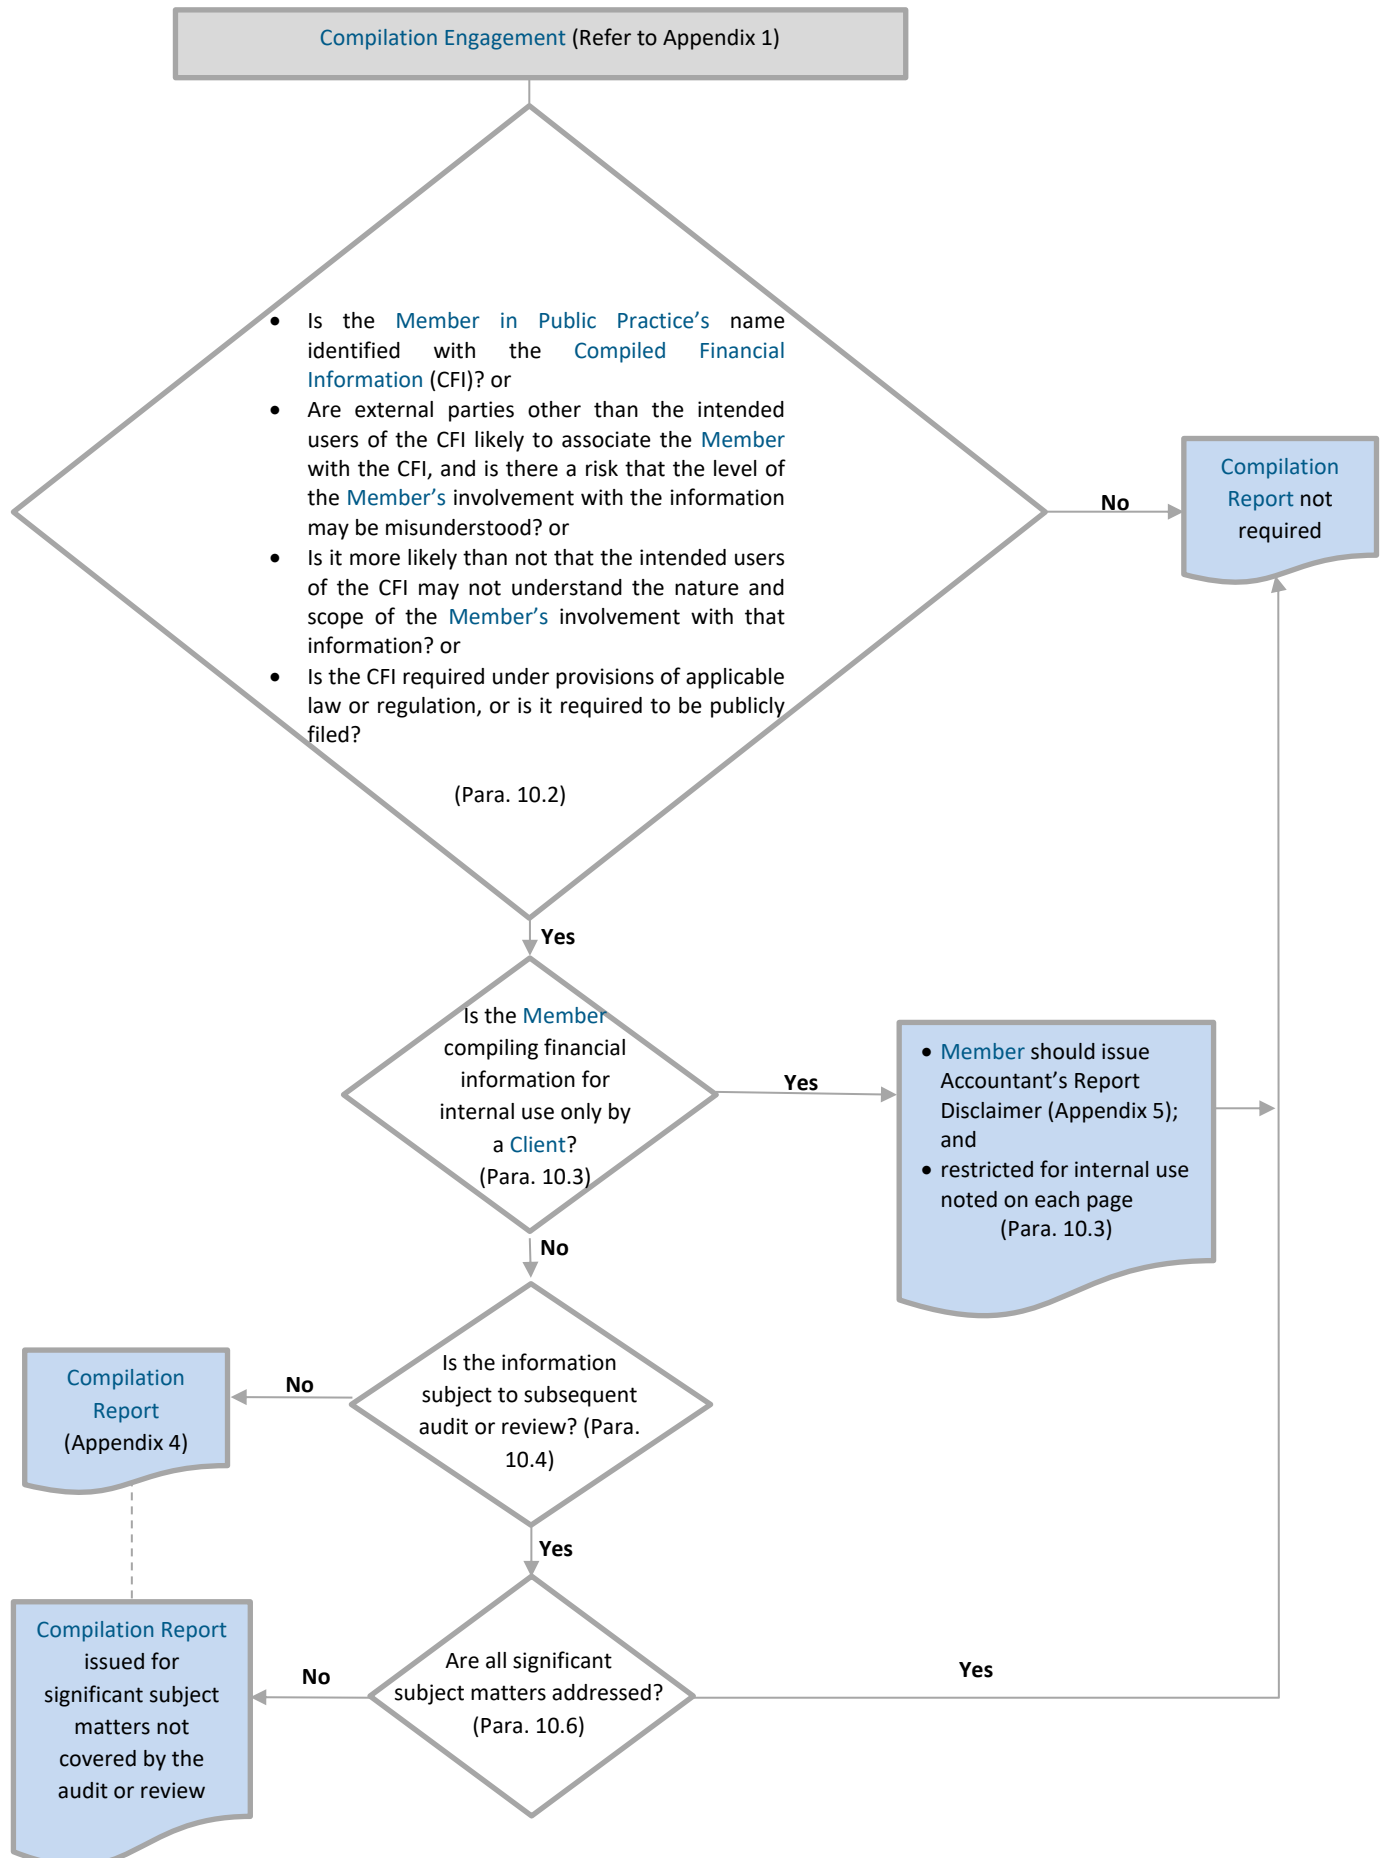 Compilation Engagement (Refer to Appendix 1)
• Is the Member in Public Practice’s name
identified with the Compiled Financial
Information (CFI)? or
• Are external parties other than the intended
users of the CFI likely to associate the Member
with the CFI, and is there a risk that the level of
the Member’s involvement with the information
may be misunderstood? or
• Is it more likely than not that the intended users
of the CFI may not understand the nature and
scope of the Member’s involvement with that
information? or
• Is the CFI required under provisions of applicable
law or regulation, or is it required to be publicly
filed?
(Para. 10.2)
No
Compilation
Report not
required
Yes
Is the Member
compiling financial
information for
internal use only by
a Client?
(Para. 10.3)
Yes
• Member should issue
Accountant’s Report
Disclaimer (Appendix 5);
and
• restricted for internal use
noted on each page
(Para. 10.3)
No
Is the information
subject to subsequent
audit or review? (Para.
10.4)
No
Compilation
Report
(Appendix 4)
Yes
Are all significant
subject matters addressed?
(Para. 10.6)
Yes
No
Compilation Report
issued for
significant subject
matters not
covered by the
audit or review